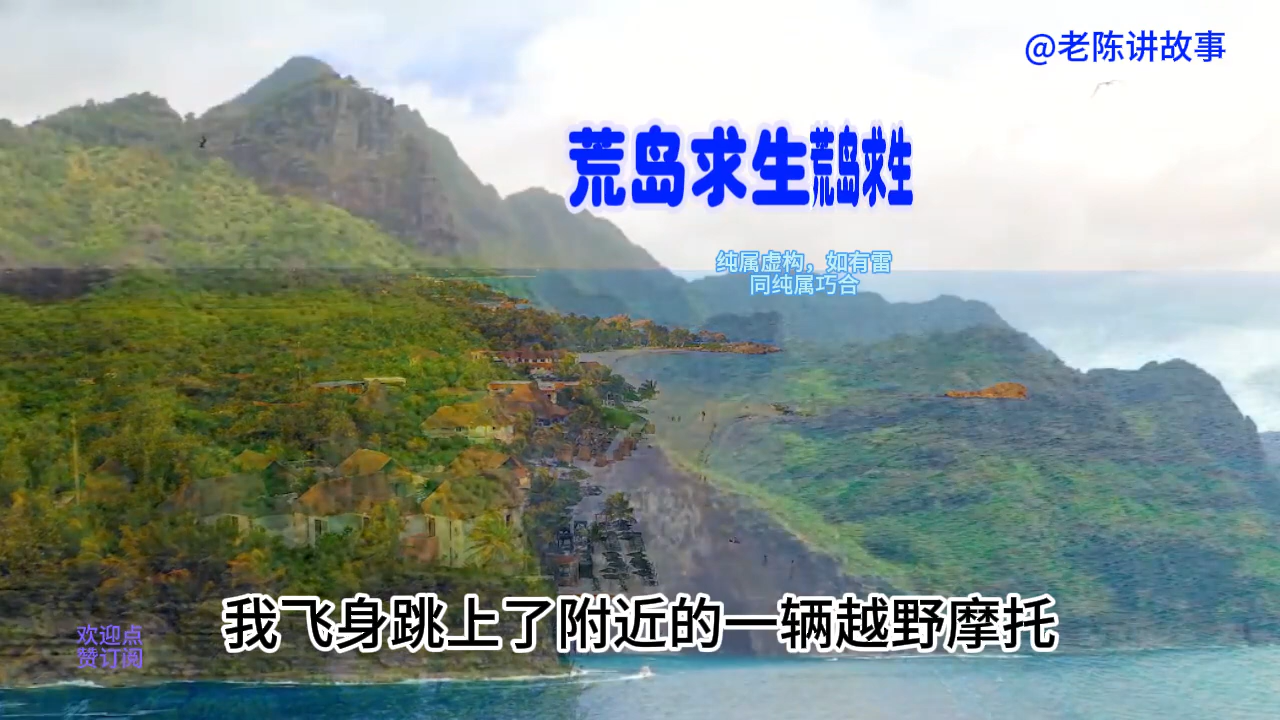 @老陈讲故事
荒岛求生荒岛求生
纯属虚构，如有雷
同纯属巧合
我飞身跳上了附近的一辆越野摩托
欢迎点
赞订阅